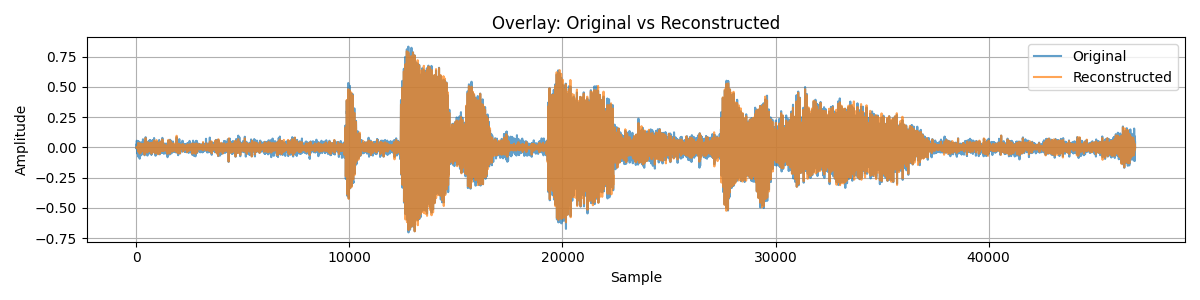 Overlay: Original vs Reconstructed
Original
Reconstructed
Amplitude
0.75
0.50
0.25
0.00
−0.25
−0.50
−0.75
0
10000
20000
30000
40000
Sample